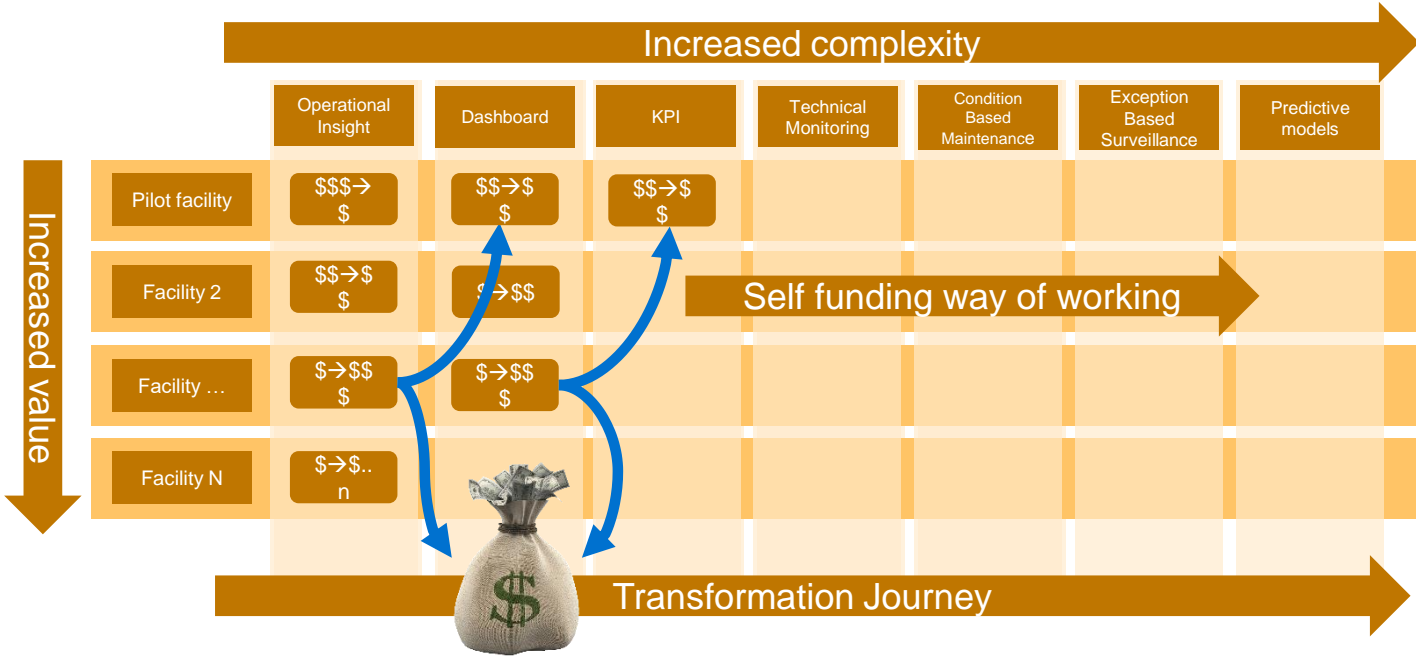 Increased complexity
Operational
Insight
Dashboard
KPI
Technical
Monitoring
Condition
Based
Maintenance
Exception
Based
Surveillance
Predictive
models
Increased value
Pilot facility
$$$→
$
$$→$
$
$$→$
$
Facility 2
$$→$
$
$→$$
Self funding way of working
Facility …
$→$$
$
$→$$
$
Facility N
$→$..
n
$
Transformation Journey